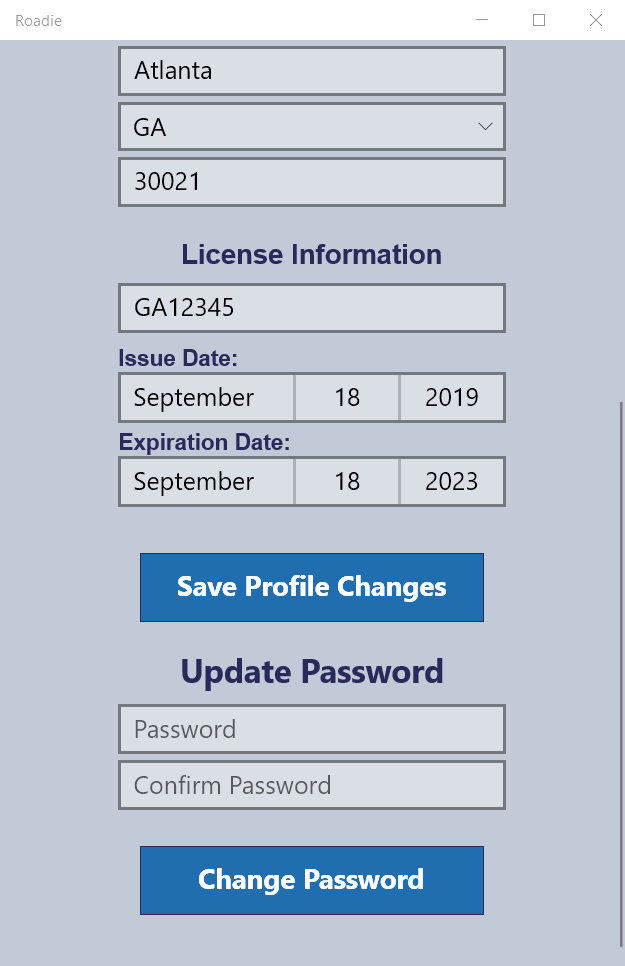 Roadie
Atlanta
GA
30021
License Information
GA12345
Issue Date:
September 18 2019
Expiration Date:
September 18 2023
Save Profile Changes
Update Password
Password
Confirm Password
Change Password